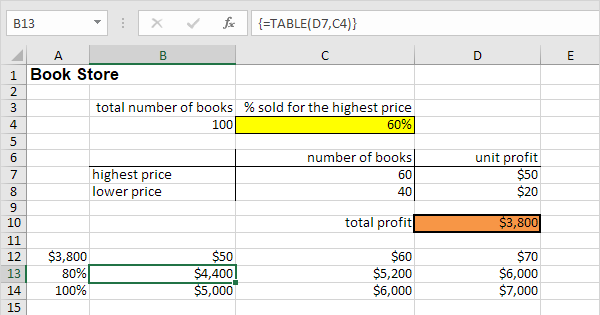 B13 fx {=TABLE(D7,C4)}
A B C D E
1 Book Store
2
3 total number of books % sold for the highest price
4 100 60%
5
6 number of books unit profit
7 highest price 60 $50
8 lower price 40 $20
9
10 total profit $3,800
11
12 $3,800 $50 $60 $70
13 80% $4,400 $5,200 $6,000
14 100% $5,000 $6,000 $7,000
15